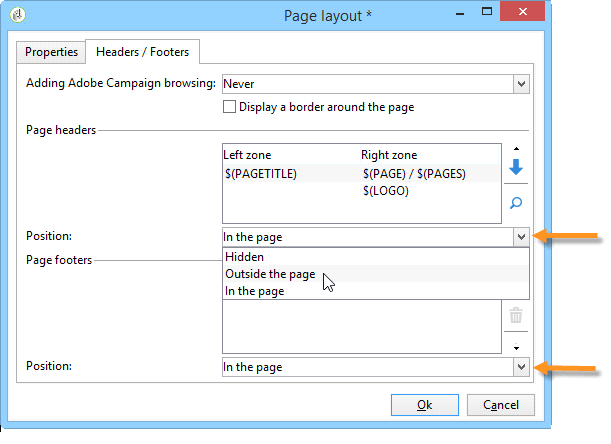 Page layout *
Properties
Headers / Footers
Adding Adobe Campaign browsing: Never
Display a border around the page
Page headers
Left zone Right zone
$(PAGETITLE) $(PAGE) / $(PAGES)
$(LOGO)
Position: In the page
Hidden
Page footers
Outside the page
In the page
Position: In the page
Ok Cancel